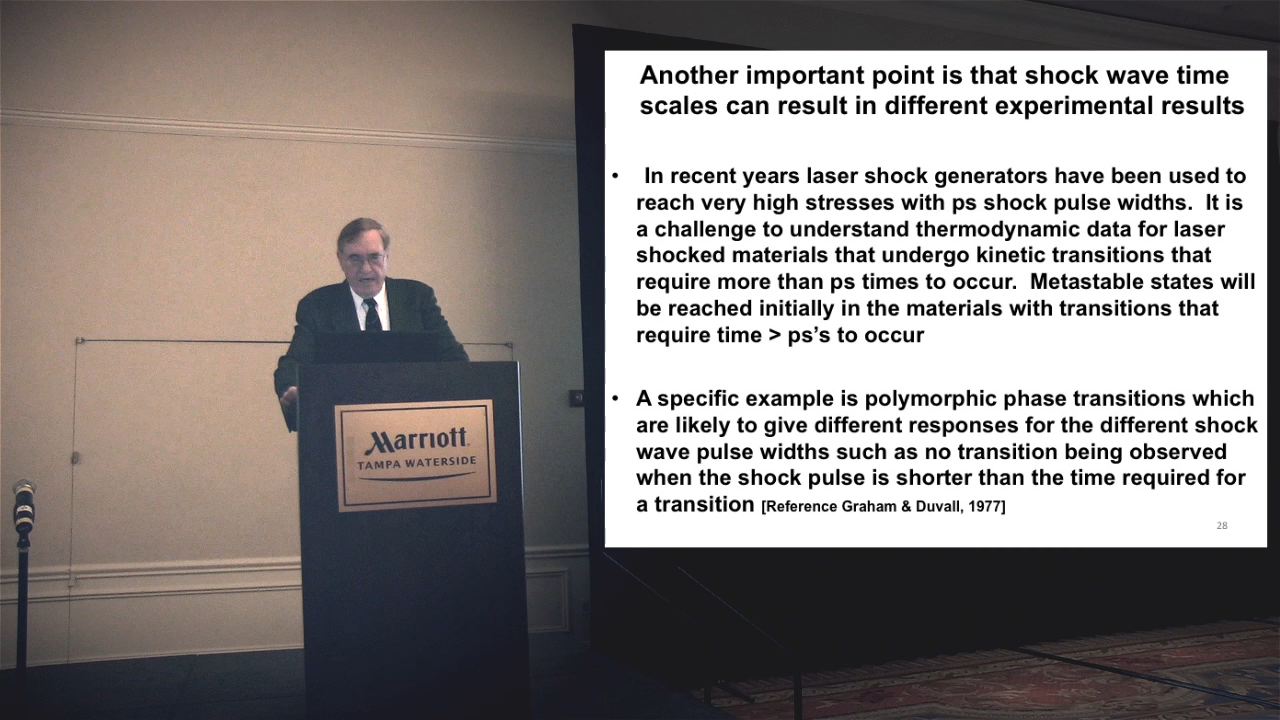 Another important point is that shock wave time
scales can result in different experimental results
• In recent years laser shock generators have been used to
reach very high stresses with ps shock pulse widths. It is
a challenge to understand thermodynamic data for laser
shocked materials that undergo kinetic transitions that
require more than ps times to occur. Metastable states will
be reached initially in the materials with transitions that
require time > ps’s to occur
• A specific example is polymorphic phase transitions which
are likely to give different responses for the different shock
wave pulse widths such as no transition being observed
when the shock pulse is shorter than the time required for
a transition [Reference Graham & Duvall, 1977]
28
Marriott
TAMPA WATERSIDE